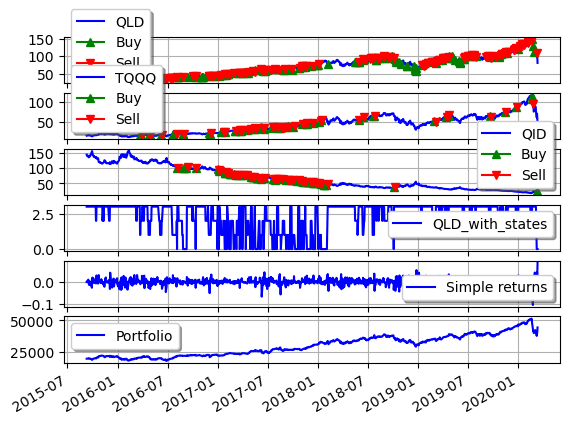 QLD
Buy
Sell
150
100
50
TQQQ
Buy
Sell
100
50
QID
Buy
Sell
150
100
50
QLD_with_states
2.5
0.0
Simple returns
0.0
−0.1
Portfolio
50000
25000
2015-07
2016-01
2016-07
2017-01
2017-07
2018-01
2018-07
2019-01
2019-07
2020-01